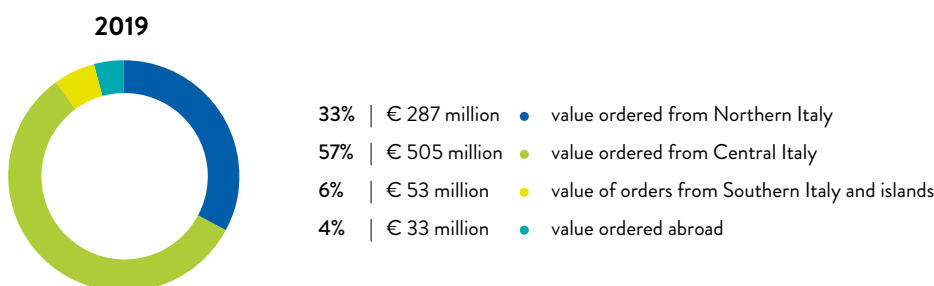 2019
33% | € 287 million • value ordered from Northern Italy
57% | € 505 million • value ordered from Central Italy
6% | € 53 million • value of orders from Southern Italy and islands
4% | € 33 million • value ordered abroad